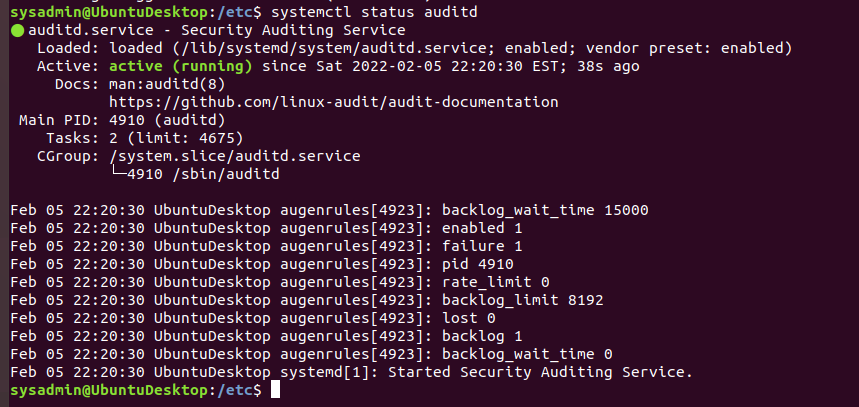 sysadmin@UbuntuDesktop:/etc$ systemctl status auditd
● auditd.service - Security Auditing Service
   Loaded: loaded (/lib/systemd/system/auditd.service; enabled; vendor preset: enabled)
   Active: active (running) since Sat 2022-02-05 22:20:30 EST; 38s ago
     Docs: man:auditd(8)
           https://github.com/linux-audit/audit-documentation
 Main PID: 4910 (auditd)
    Tasks: 2 (limit: 4675)
   CGroup: /system.slice/auditd.service
           └─4910 /sbin/auditd

Feb 05 22:20:30 UbuntuDesktop augenrules[4923]: backlog_wait_time 15000
Feb 05 22:20:30 UbuntuDesktop augenrules[4923]: enabled 1
Feb 05 22:20:30 UbuntuDesktop augenrules[4923]: failure 1
Feb 05 22:20:30 UbuntuDesktop augenrules[4923]: pid 4910
Feb 05 22:20:30 UbuntuDesktop augenrules[4923]: rate_limit 0
Feb 05 22:20:30 UbuntuDesktop augenrules[4923]: backlog_limit 8192
Feb 05 22:20:30 UbuntuDesktop augenrules[4923]: lost 0
Feb 05 22:20:30 UbuntuDesktop augenrules[4923]: backlog 1
Feb 05 22:20:30 UbuntuDesktop augenrules[4923]: backlog_wait_time 0
Feb 05 22:20:30 UbuntuDesktop systemd[1]: Started Security Auditing Service.
sysadmin@UbuntuDesktop:/etc$